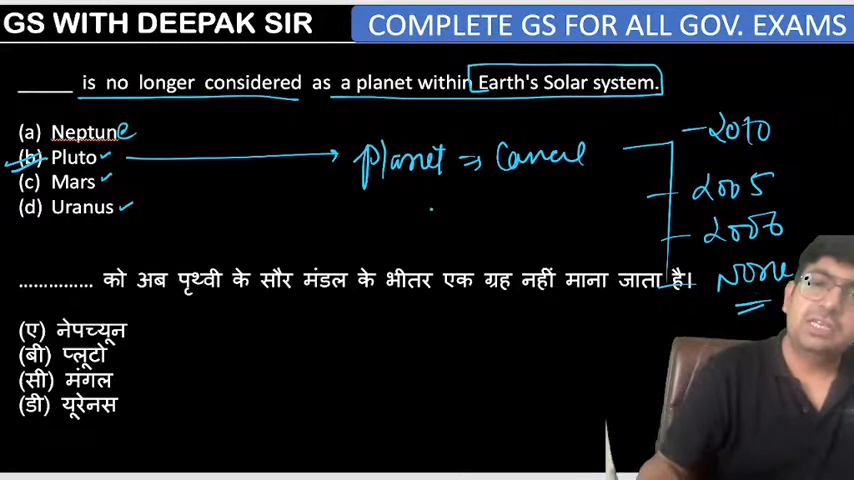 GS WITH DEEPAK SIR
COMPLETE GS FOR ALL GOV. EXAMS
_____ is no longer considered as a planet within Earth's Solar system.
(a) Neptune
(b) Pluto
(c) Mars
(d) Uranus
Planet ⇒ Cancel
2010
2005
2006
None
............... को अब पृथ्वी के सौर मंडल के भीतर एक ग्रह नहीं माना जाता है।
(ए) नेपच्यून
(बी) प्लूटो
(सी) मंगल
(डी) यूरेनस